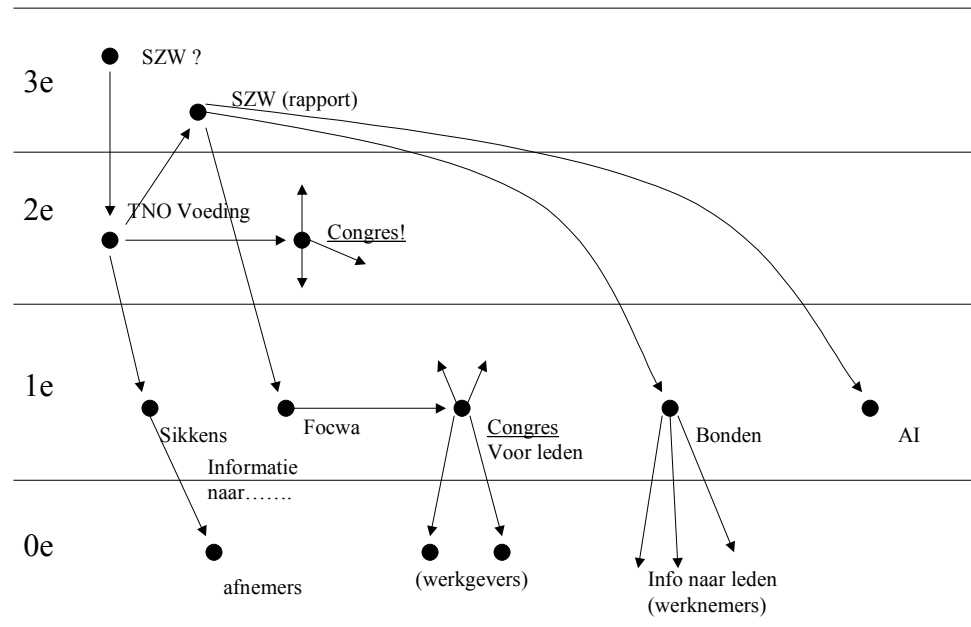 SZW ?
3e
SZW (rapport)
2e
TNO Voeding
Congres!
1e
Sikkens
Focwa
Congres
Voor leden
Bonden
AI
Informatie
naar…….
0e
afnemers
(werkgevers)
Info naar leden
(werknemers)